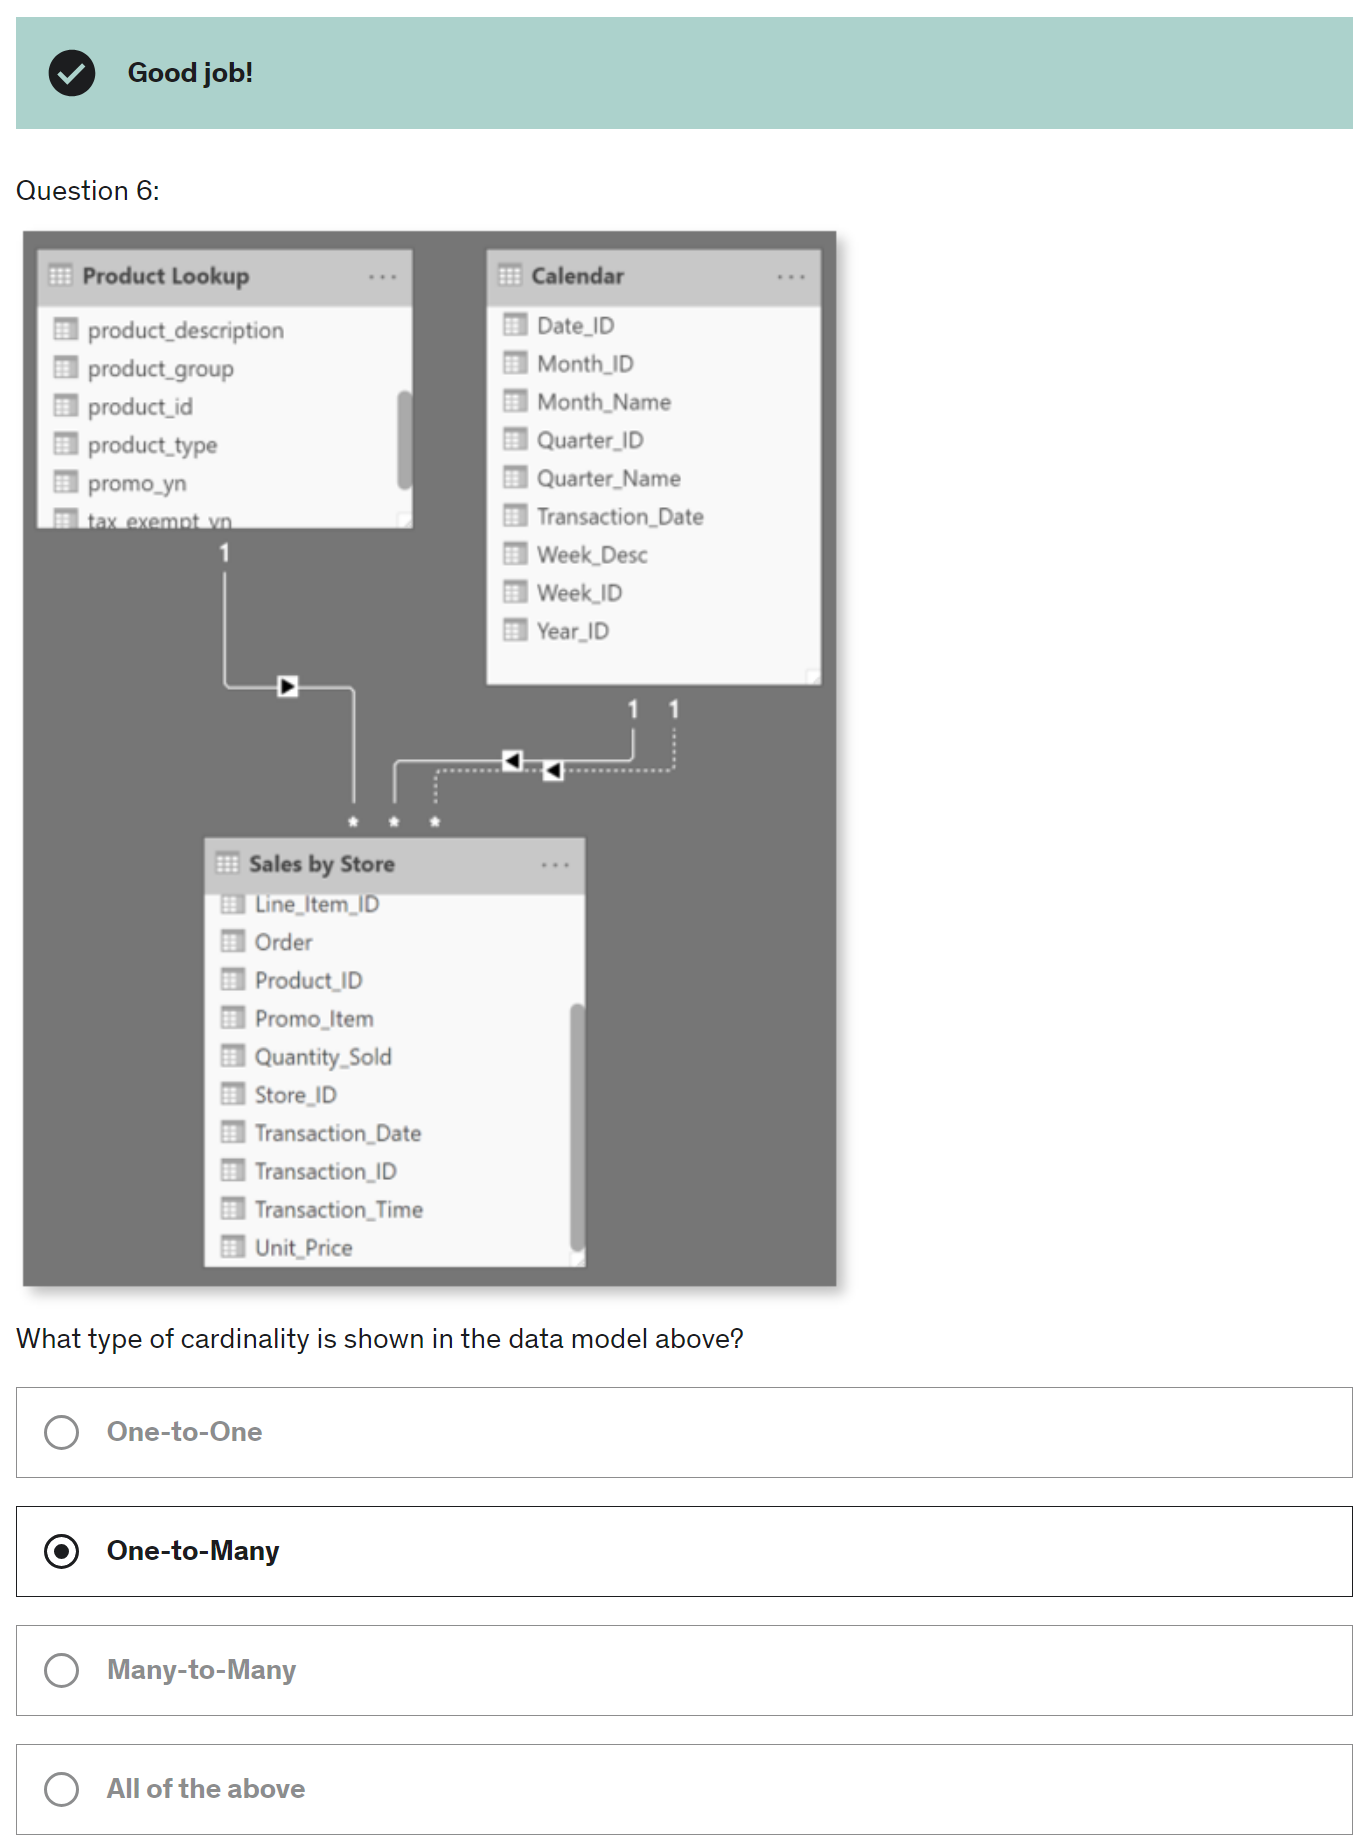 Good job!
Question 6:
Product Lookup
product_description
product_group
product_id
product_type
promo_yn
tax_exempt_yn
1
Calendar
Date_ID
Month_ID
Month_Name
Quarter_ID
Quarter_Name
Transaction_Date
Week_Desc
Week_ID
Year_ID
1 1
* * *
Sales by Store
Line_Item_ID
Order
Product_ID
Promo_Item
Quantity_Sold
Store_ID
Transaction_Date
Transaction_ID
Transaction_Time
Unit_Price
What type of cardinality is shown in the data model above?
One-to-One
One-to-Many
Many-to-Many
All of the above